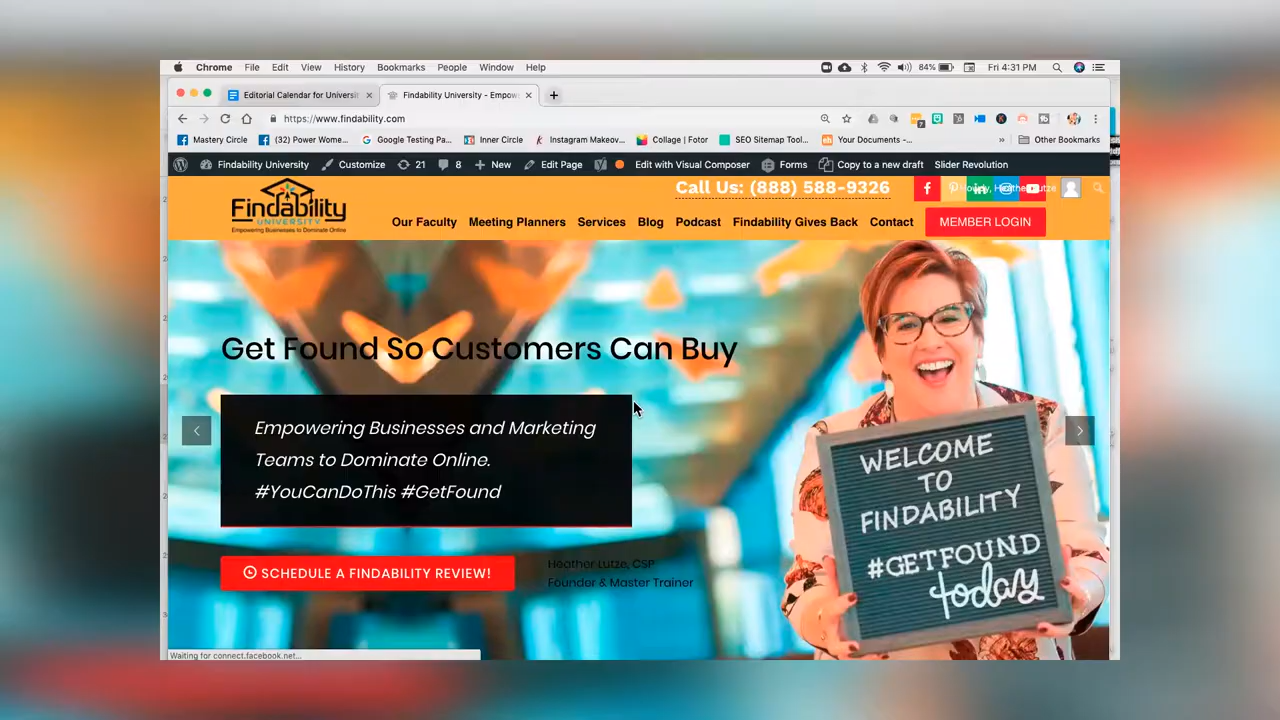 Chrome File Edit View History Bookmarks People Window Help 84% Fri 4:31 PM
Editorial Calendar for Universit Findability University - Empow
https://www.findability.com
Mastery Circle (32) Power Wome... Google Testing Pa... Inner Circle Instagram Makeov... Collage | Fotor SEO Sitemap Tool... Your Documents -... » Other Bookmarks
Findability University Customize 21 8 New Edit Page Edit with Visual Composer Forms Copy to a new draft Slider Revolution
Call Us: (888) 588-9326
Howdy, Heather Lutze
Findability
UNIVERSITY
Empowering Businesses to Dominate Online
Our Faculty Meeting Planners Services Blog Podcast Findability Gives Back Contact MEMBER LOGIN
Get Found So Customers Can Buy
Empowering Businesses and Marketing
Teams to Dominate Online.
#YouCanDoThis #GetFound
SCHEDULE A FINDABILITY REVIEW!
Heather Lutze, CSP
Founder & Master Trainer
WELCOME
TO
FINDABILITY
#GETFOUND
today
Waiting for connect.facebook.net...